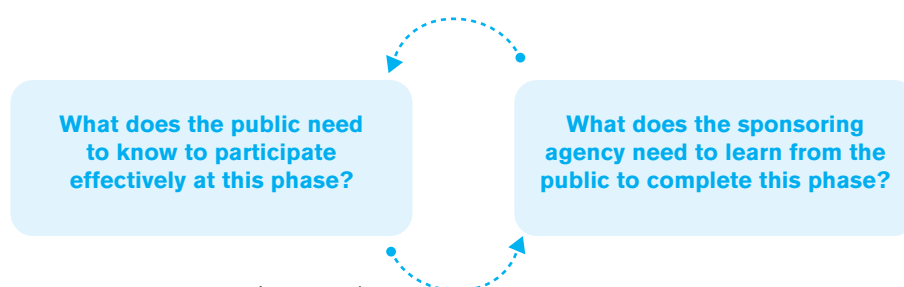 What does the public need
to know to participate
effectively at this phase?
What does the sponsoring
agency need to learn from the
public to complete this phase?